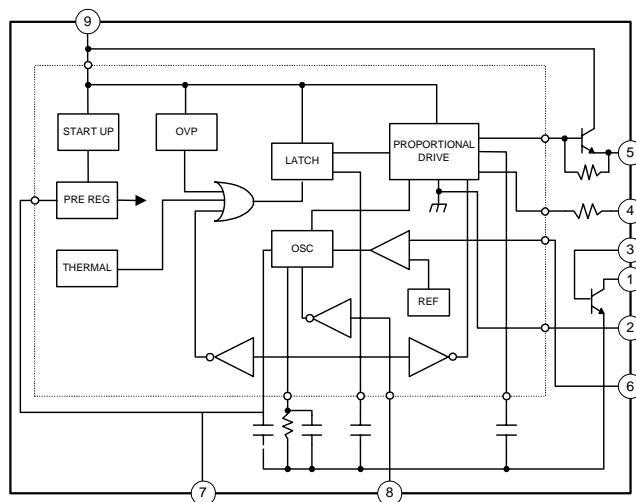 9
START UP
OVP
LATCH
PROPORTIONAL
DRIVE
5
PRE REG
4
THERMAL
OSC
REF
3
1
2
6
7
8